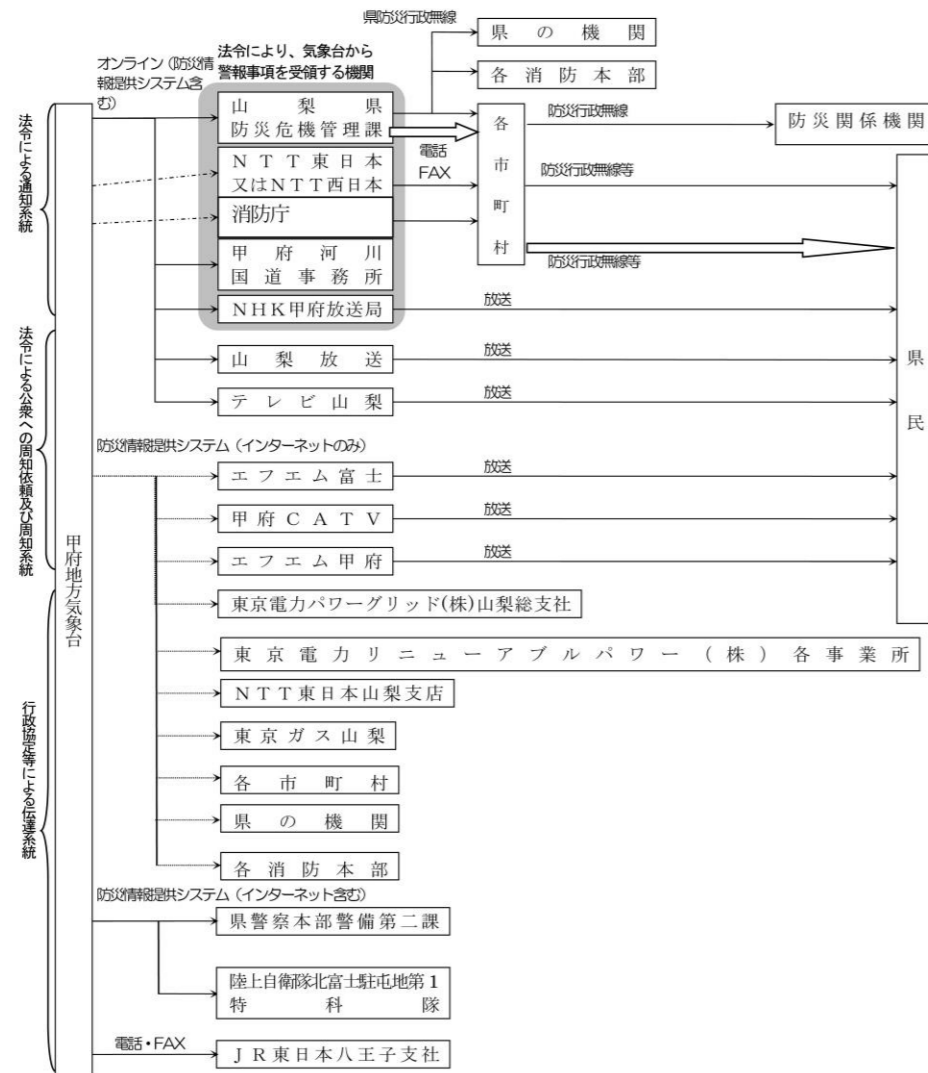 県防災行政無線
県の機関
各消防本部
オンライン（防災情
報提供システム含
む）
法令により、気象台から
警報事項を受領する機関
山梨県
防災危機管理課
電話
FAX
各市町村
防災行政無線
防災関係機関
ＮＴＴ東日本
又はＮＴＴ西日本
防災行政無線等
消防庁
防災行政無線等
甲府河川
国道事務所
ＮＨＫ甲府放送局
放送
山梨放送
放送
テレビ山梨
放送
県民
法令による通知系統
法令による公衆への周知依頼及び周知系統
行政協定等による伝達系統
甲府地方気象台
防災情報提供システム（インターネットのみ）
エフエム富士
放送
甲府ＣＡＴＶ
放送
エフエム甲府
放送
東京電力パワーグリッド(株)山梨総支社
東京電力リニューアブルパワー（株）各事業所
ＮＴＴ東日本山梨支店
東京ガス山梨
各市町村
県の機関
各消防本部
防災情報提供システム（インターネット含む）
県警察本部警備第二課
陸上自衛隊北富士駐屯地第１
特科隊
電話・FAX
ＪＲ東日本八王子支社